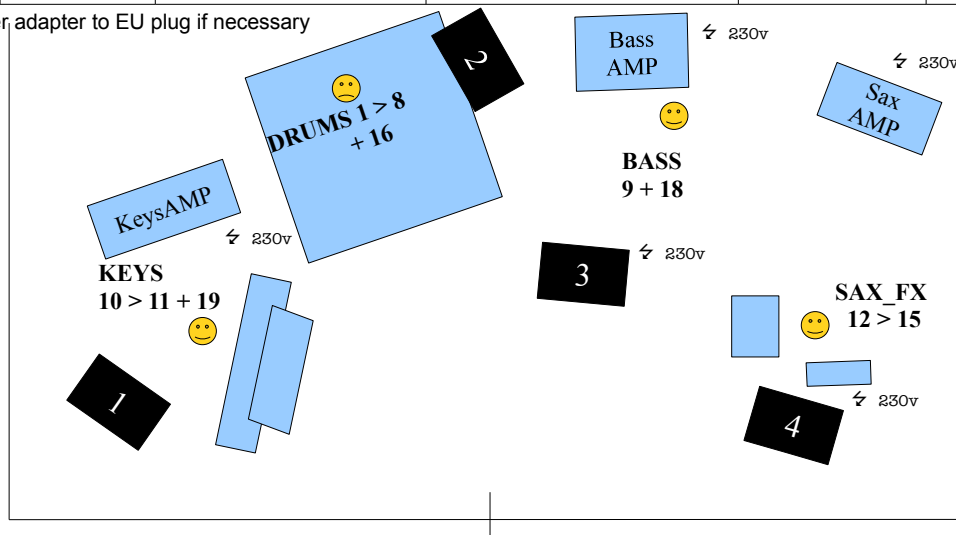 er adapter to EU plug if necessary
2
Bass
AMP
230v
230v
Sax
AMP
DRUMS 1 > 8
+ 16
BASS
9 + 18
KeysAMP
230v
KEYS
10 > 11 + 19
3
230v
SAX_FX
12 > 15
1
4
230v